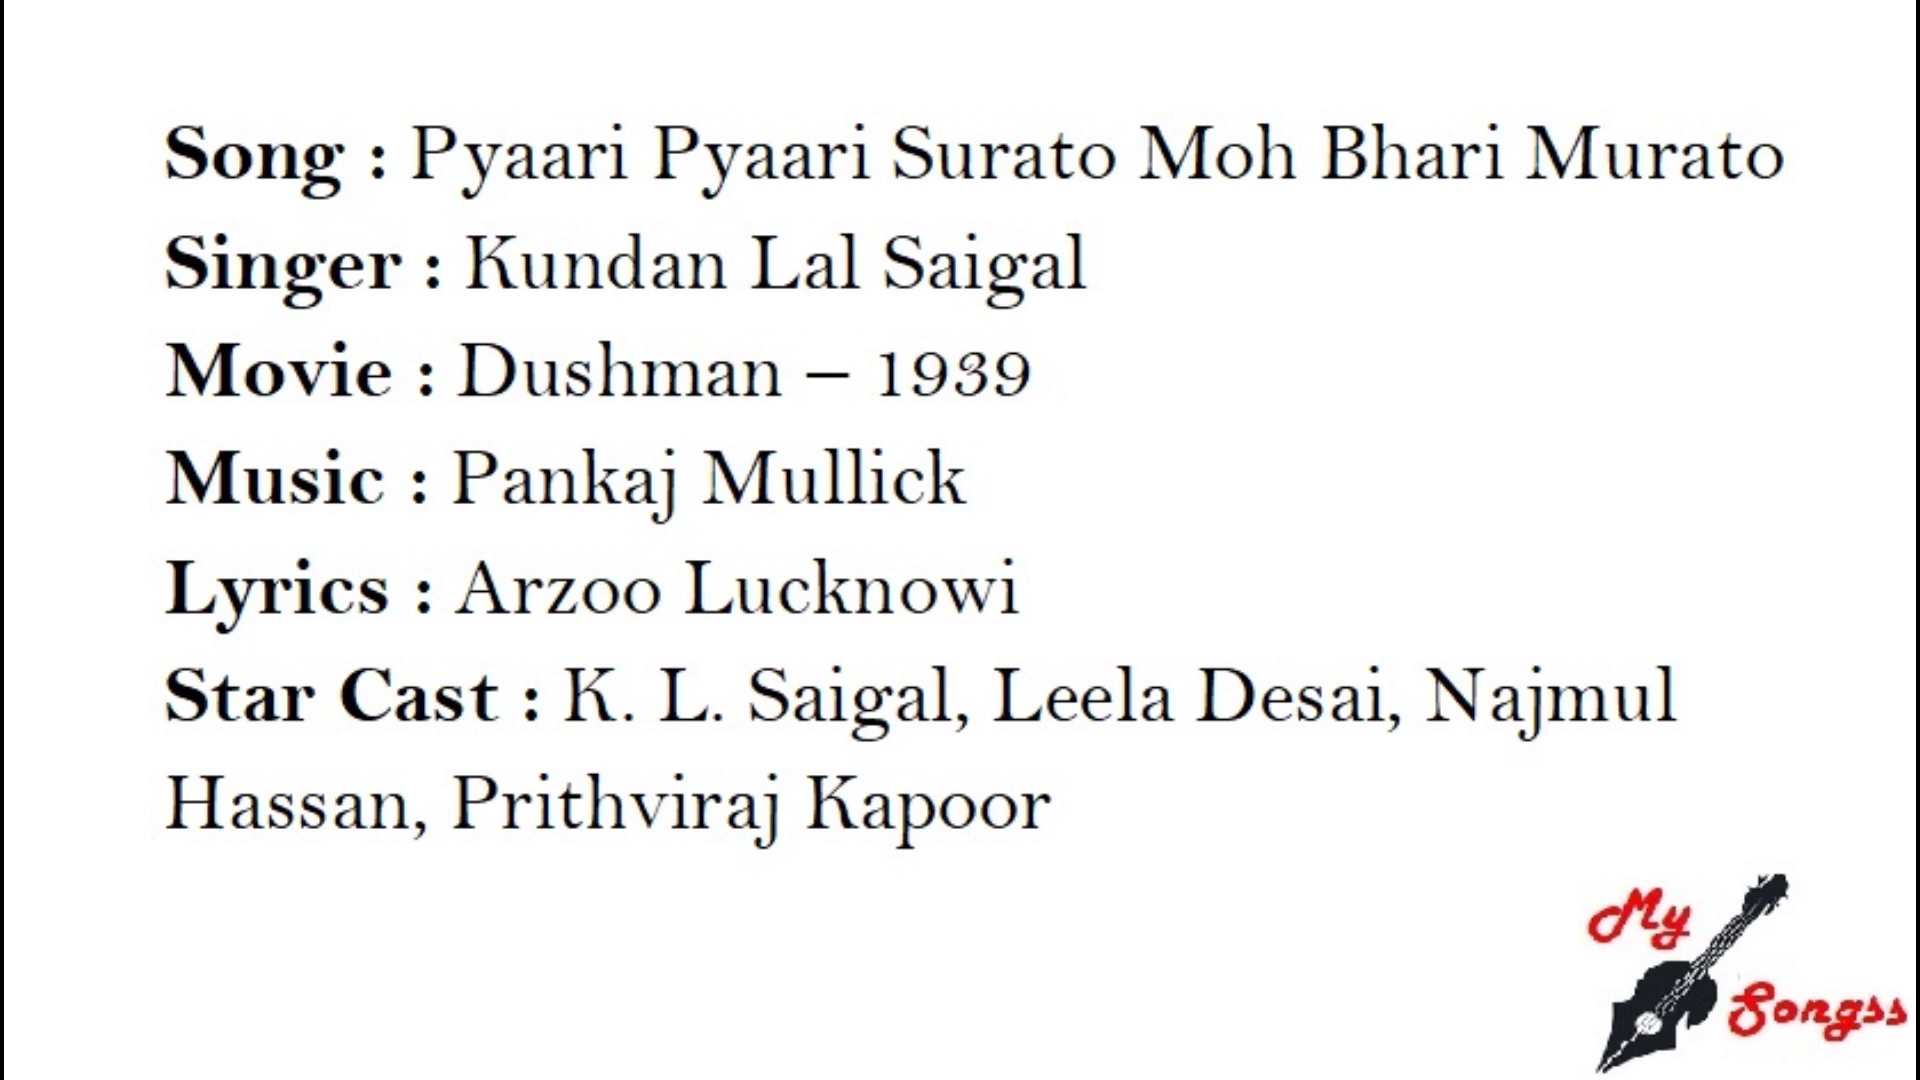 Song : Pyaari Pyaari Surato Moh Bhari Murato
Singer : Kundan Lal Saigal
Movie : Dushman – 1939
Music : Pankaj Mullick
Lyrics : Arzoo Lucknowi
Star Cast : K. L. Saigal, Leela Desai, Najmul
Hassan, Prithviraj Kapoor
My
Songss